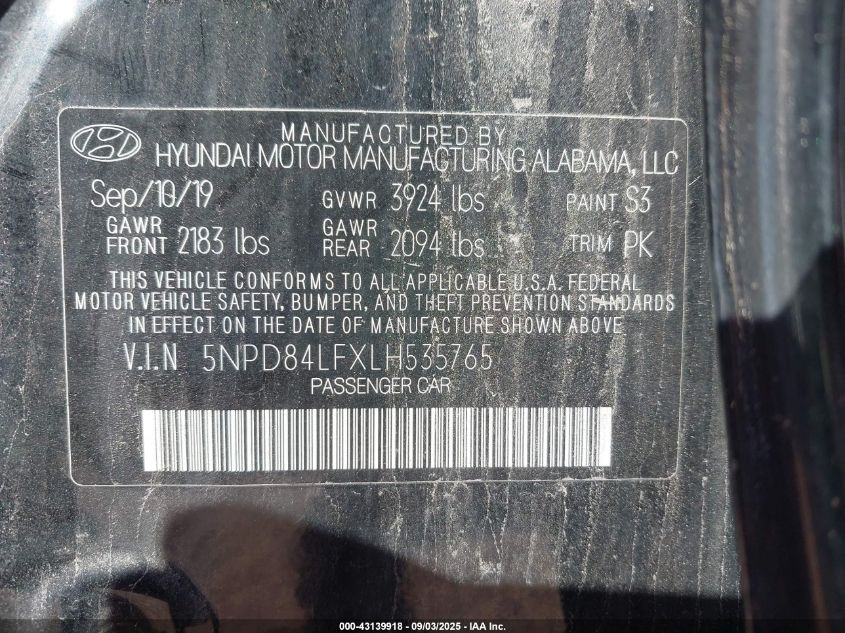 MANUFACTURED BY
HYUNDAI MOTOR MANUFACTURING ALABAMA, LLC
Sep/10/19 GVWR 3924 lbs PAINT S3
GAWR FRONT 2183 lbs GAWR REAR 2094 lbs TRIM PK
THIS VEHICLE CONFORMS TO ALL APPLICABLE U.S.A. FEDERAL
MOTOR VEHICLE SAFETY, BUMPER, AND THEFT PREVENTION STANDARDS
IN EFFECT ON THE DATE OF MANUFACTURE SHOWN ABOVE
V.I.N 5NPD84LFXLH535765
PASSENGER CAR
000-43139918 - 09/03/2025 - IAA Inc.